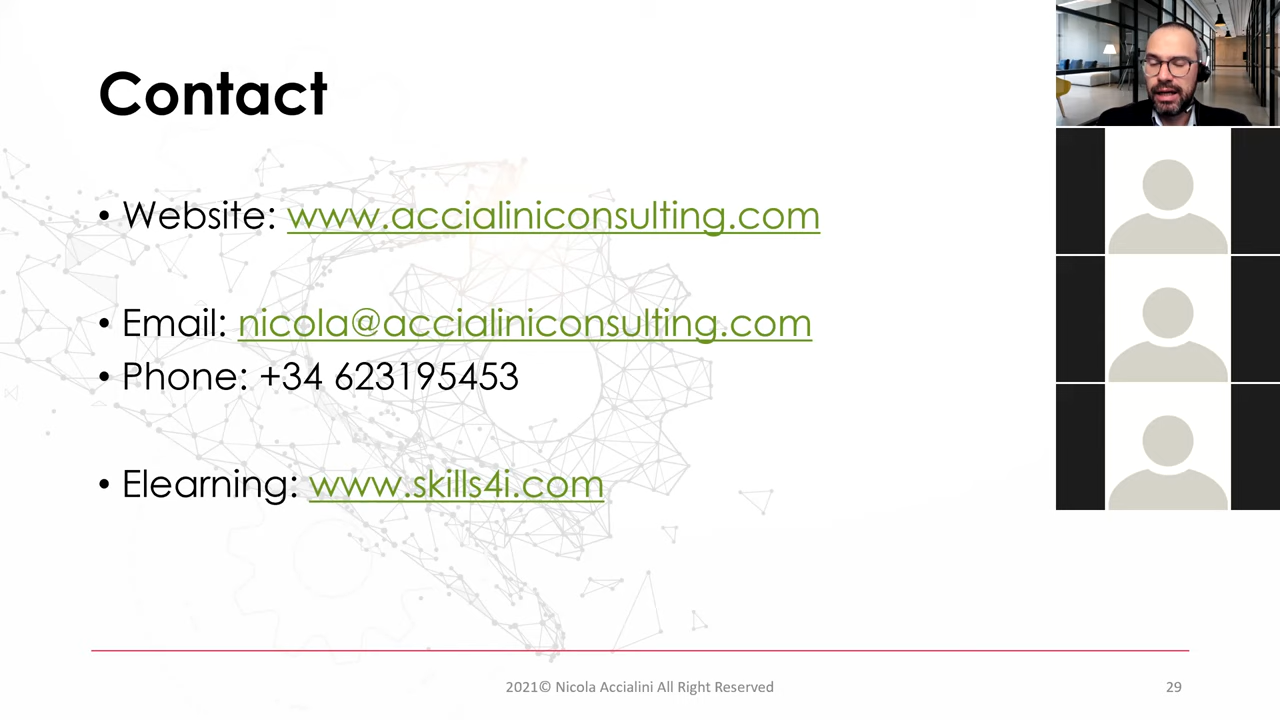 Contact
• Website: www.accialiniconsulting.com
• Email: nicola@accialiniconsulting.com
• Phone: +34 623195453
• Elearning: www.skills4i.com
2021© Nicola Accialini All Right Reserved
29